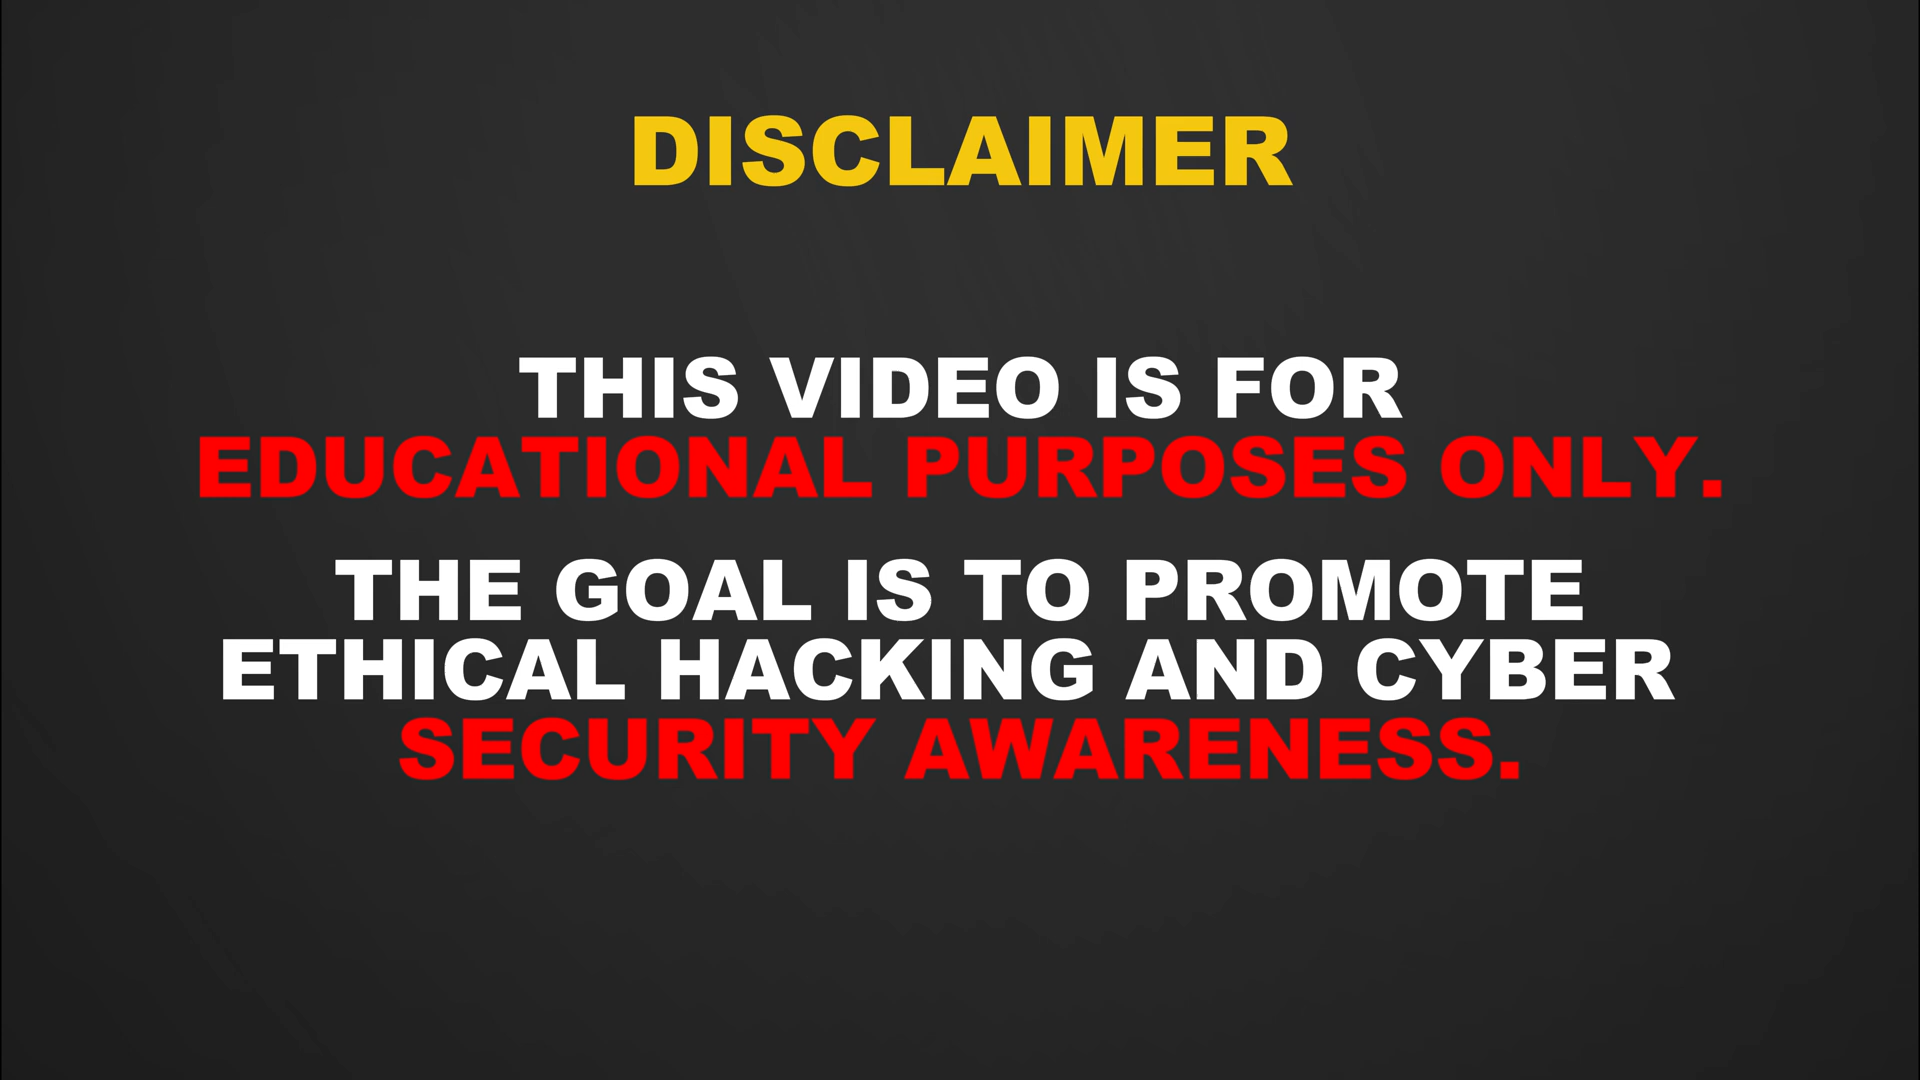 DISCLAIMER
THIS VIDEO IS FOR
EDUCATIONAL PURPOSES ONLY.
THE GOAL IS TO PROMOTE
ETHICAL HACKING AND CYBER
SECURITY AWARENESS.